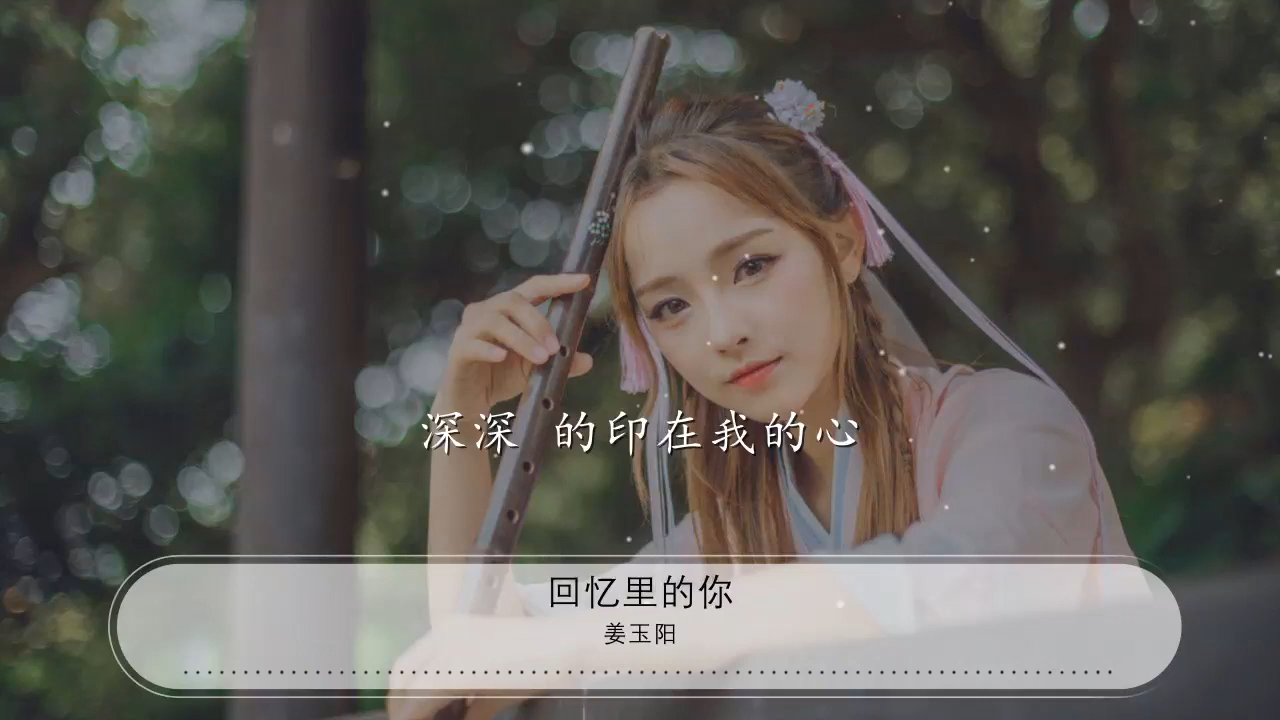 深深 的印在我的心
回忆里的你
姜玉阳